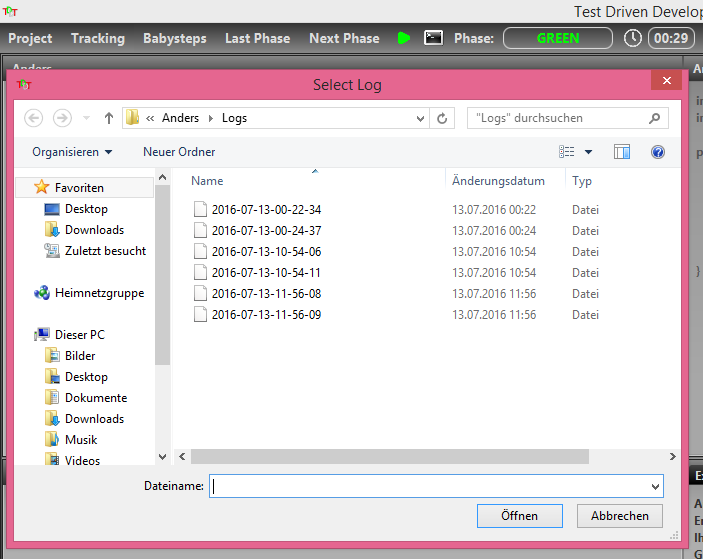 Test Driven Develop
Project Tracking Babysteps Last Phase Next Phase Phase: GREEN 00:29
Anders
TDT Select Log
« Anders Logs "Logs" durchsuchen
Organisieren Neuer Ordner
Name Änderungsdatum Typ
Favoriten
Desktop
Downloads
Zuletzt besucht
Heimnetzgruppe
Dieser PC
Bilder
Desktop
Dokumente
Downloads
Musik
Videos
2016-07-13-00-22-34 13.07.2016 00:22 Datei
2016-07-13-00-24-37 13.07.2016 00:24 Datei
2016-07-13-10-54-06 13.07.2016 10:54 Datei
2016-07-13-10-54-11 13.07.2016 10:54 Datei
2016-07-13-11-56-08 13.07.2016 11:56 Datei
2016-07-13-11-56-09 13.07.2016 11:56 Datei
Dateiname:
Öffnen Abbrechen